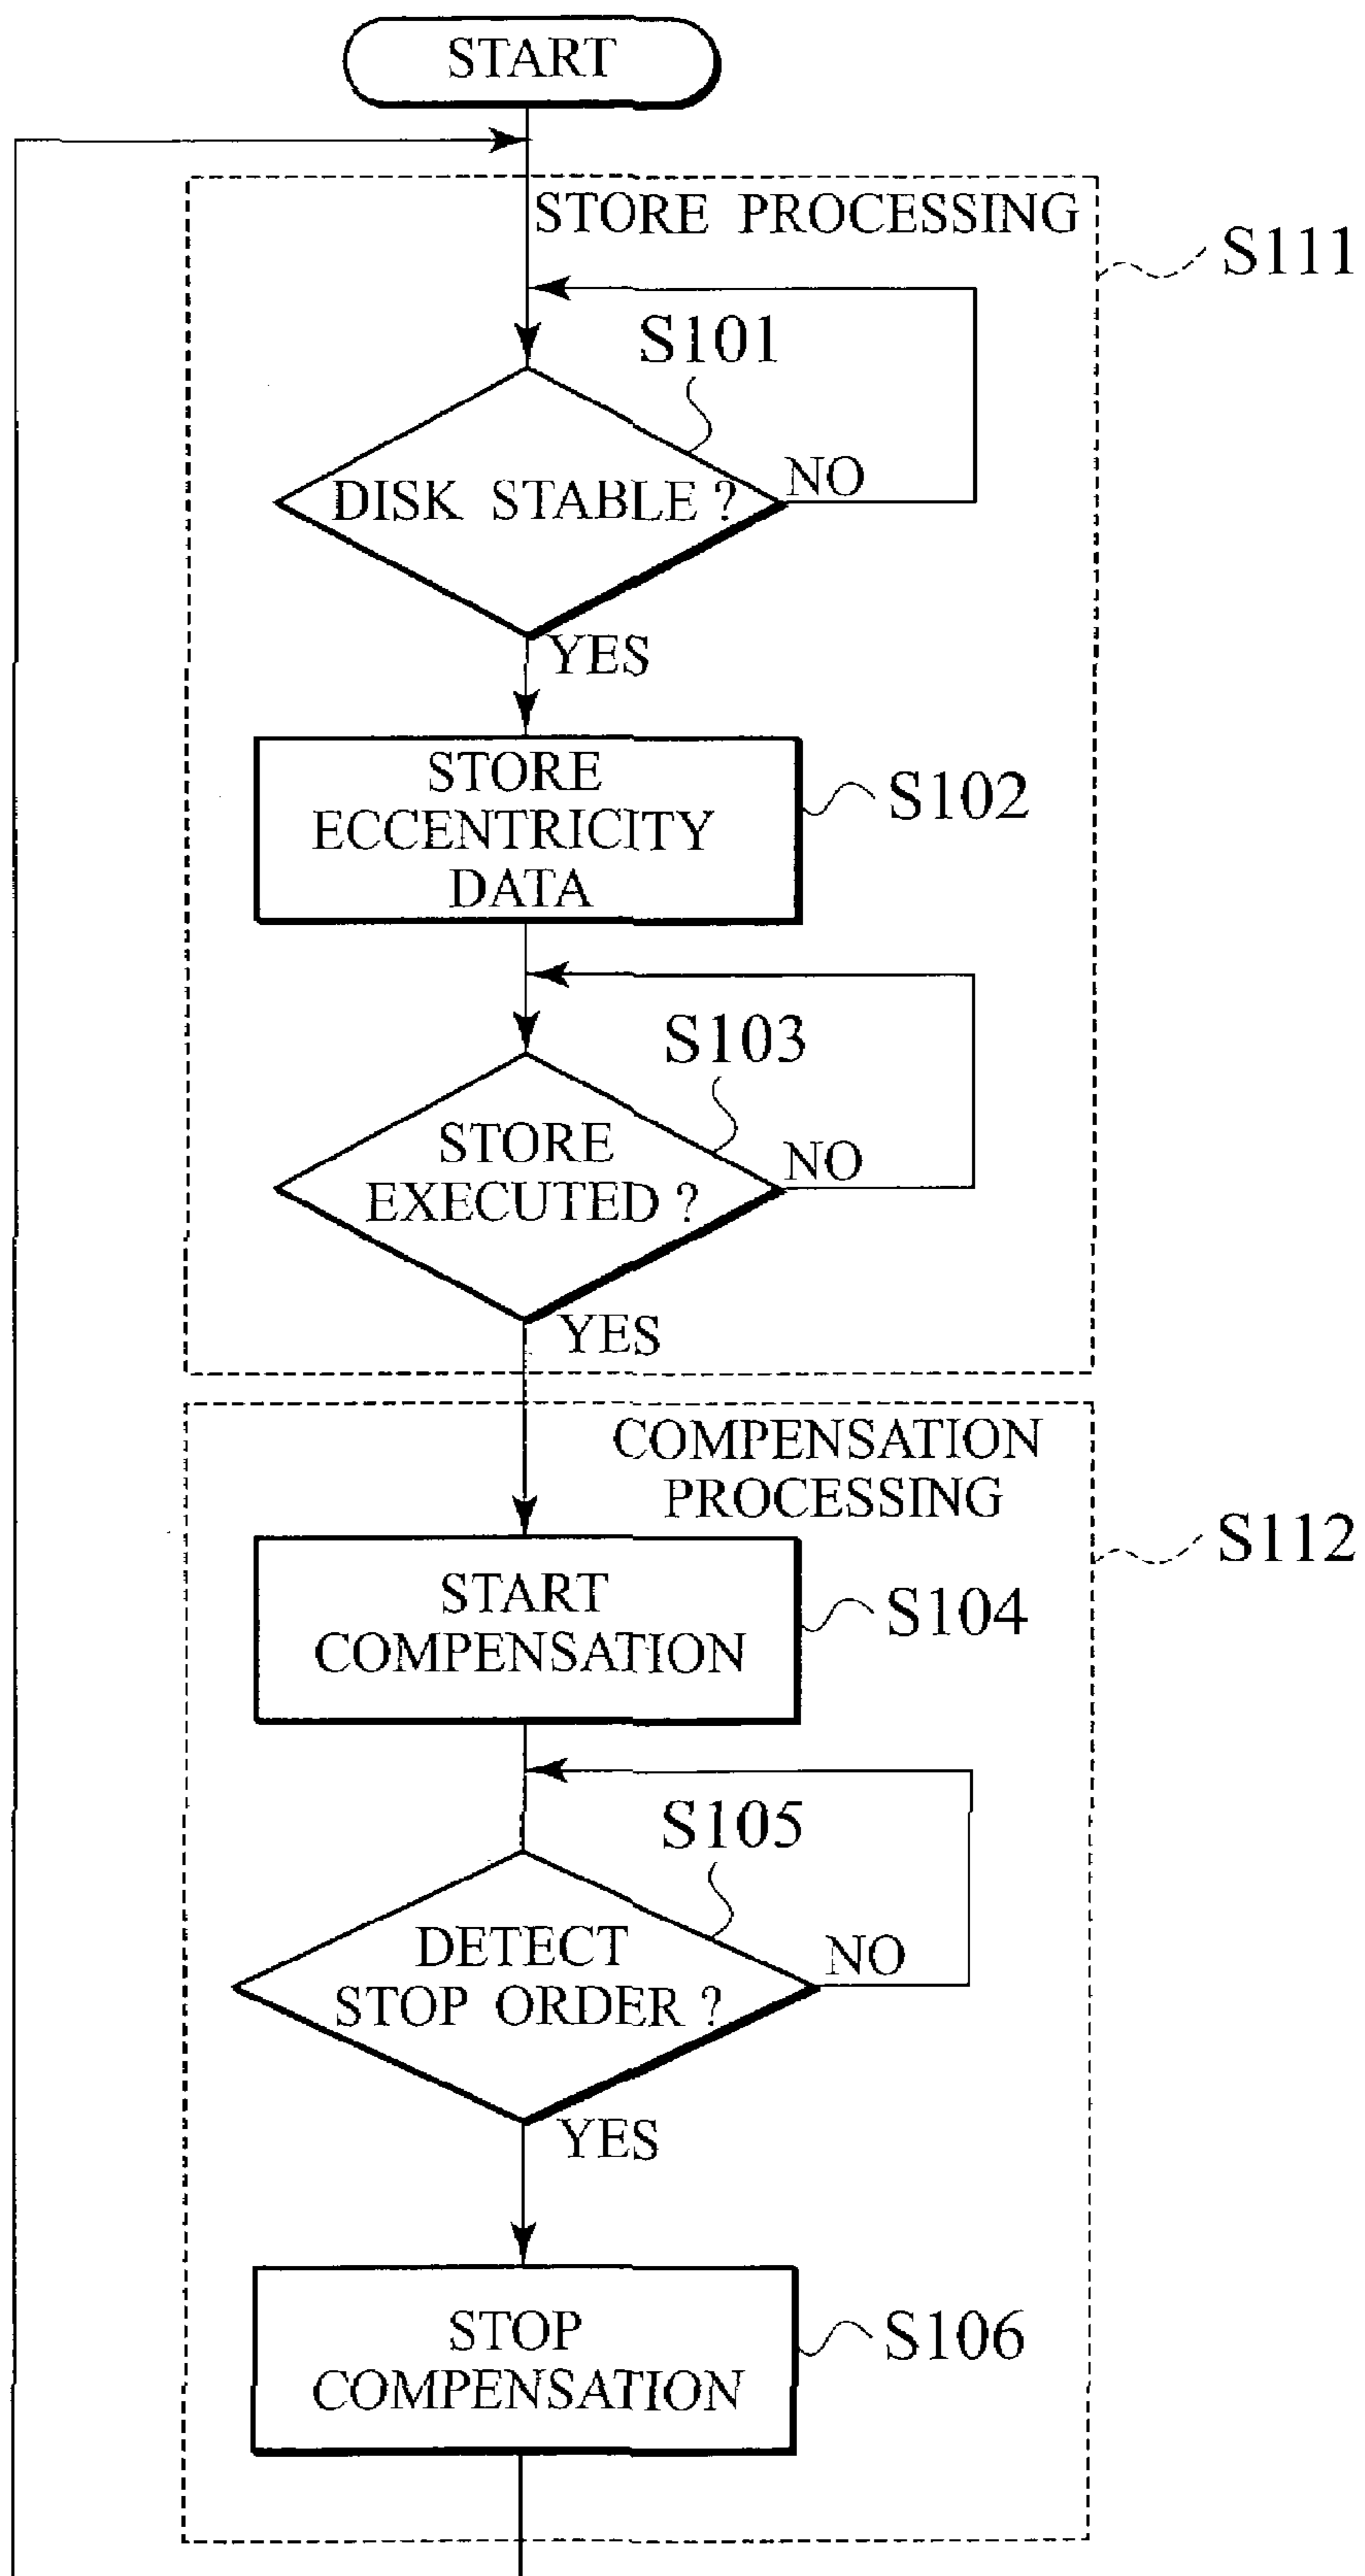 START
STORE PROCESSING
S111
S101
DISK STABLE ?
NO
YES
STORE
ECCENTRICITY
DATA
S102
S103
STORE
EXECUTED ?
NO
YES
COMPENSATION
PROCESSING
S112
START
COMPENSATION
S104
S105
DETECT
STOP ORDER ?
NO
YES
STOP
COMPENSATION
S106